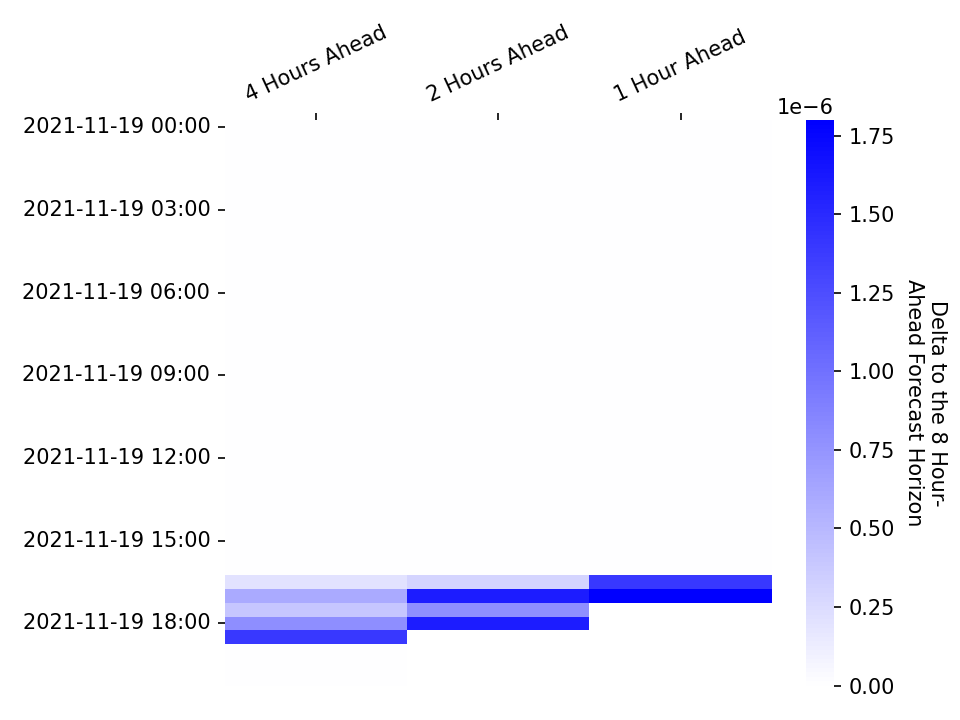 4 Hours Ahead
2 Hours Ahead
1 Hour Ahead
1e−6
2021-11-19 00:00
2021-11-19 03:00
2021-11-19 06:00
2021-11-19 09:00
2021-11-19 12:00
2021-11-19 15:00
2021-11-19 18:00
1.75
1.50
1.25
1.00
0.75
0.50
0.25
0.00
Delta to the 8 Hour-
Ahead Forecast Horizon